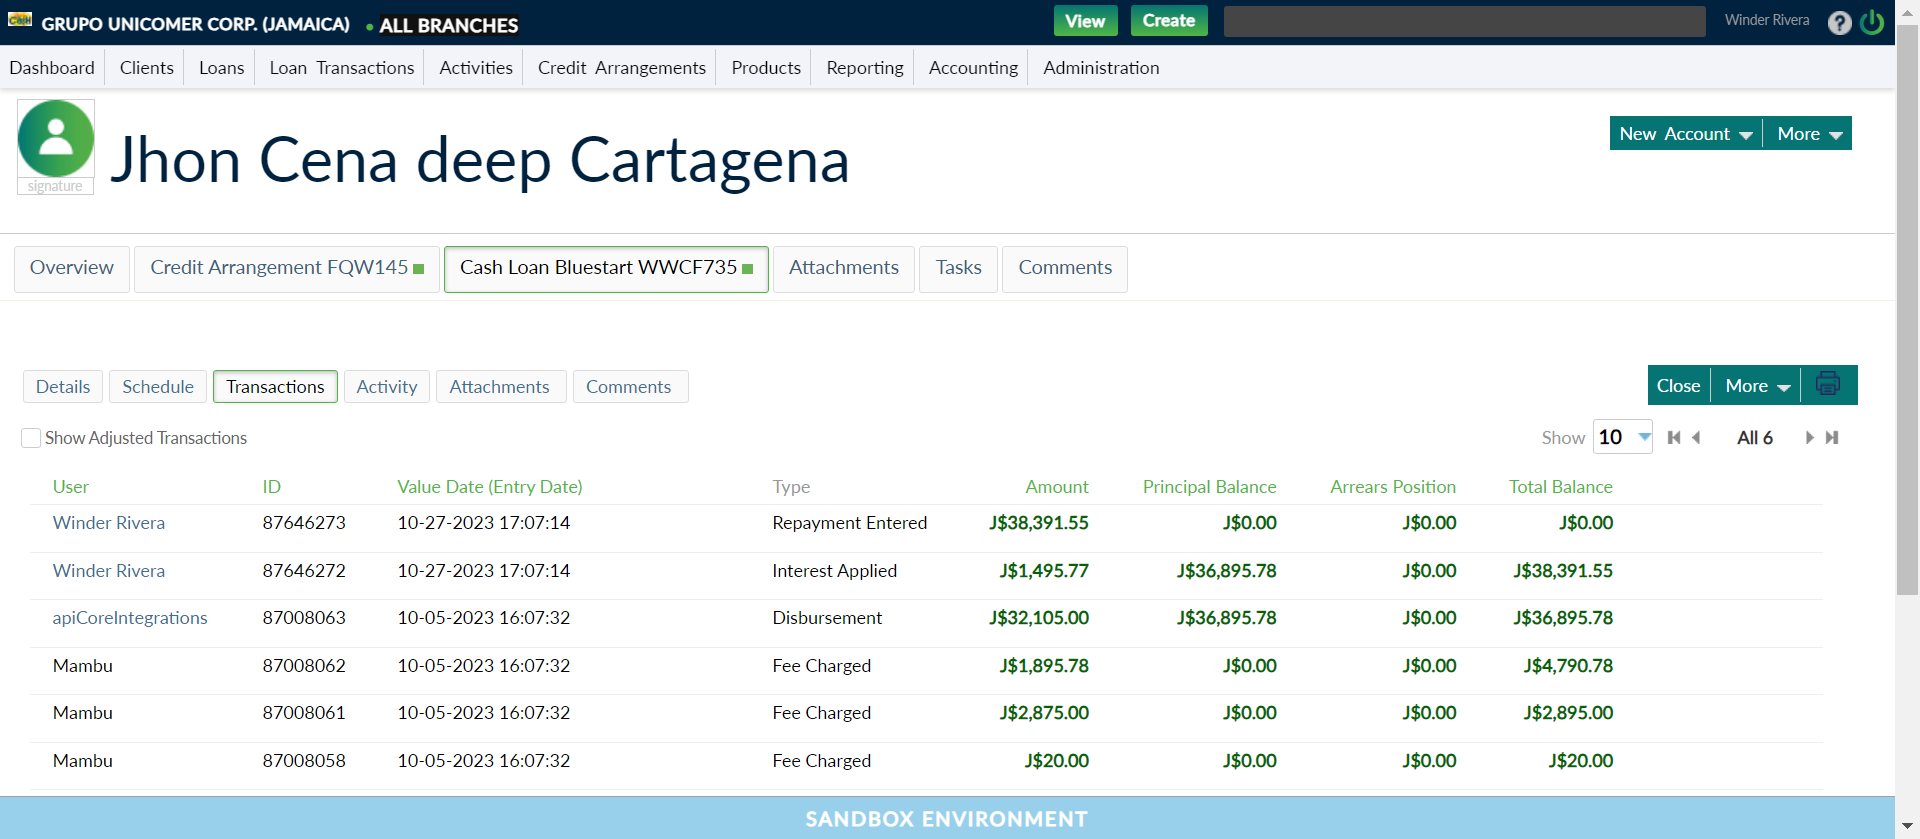 GRUPO UNICOMER CORP. (JAMAICA) • ALL BRANCHES View Create Winder Rivera ?
Dashboard Clients Loans Loan Transactions Activities Credit Arrangements Products Reporting Accounting Administration
signature
Jhon Cena deep Cartagena
New Account More
Overview Credit Arrangement FQW145 Cash Loan Bluestart WWCF735 Attachments Tasks Comments
Details Schedule Transactions Activity Attachments Comments Close More
Show Adjusted Transactions Show 10 All 6
User ID Value Date (Entry Date) Type Amount Principal Balance Arrears Position Total Balance
Winder Rivera 87646273 10-27-2023 17:07:14 Repayment Entered J$38,391.55 J$0.00 J$0.00 J$0.00
Winder Rivera 87646272 10-27-2023 17:07:14 Interest Applied J$1,495.77 J$36,895.78 J$0.00 J$38,391.55
apiCoreIntegrations 87008063 10-05-2023 16:07:32 Disbursement J$32,105.00 J$36,895.78 J$0.00 J$36,895.78
Mambu 87008062 10-05-2023 16:07:32 Fee Charged J$1,895.78 J$0.00 J$0.00 J$4,790.78
Mambu 87008061 10-05-2023 16:07:32 Fee Charged J$2,875.00 J$0.00 J$0.00 J$2,895.00
Mambu 87008058 10-05-2023 16:07:32 Fee Charged J$20.00 J$0.00 J$0.00 J$20.00
SANDBOX ENVIRONMENT